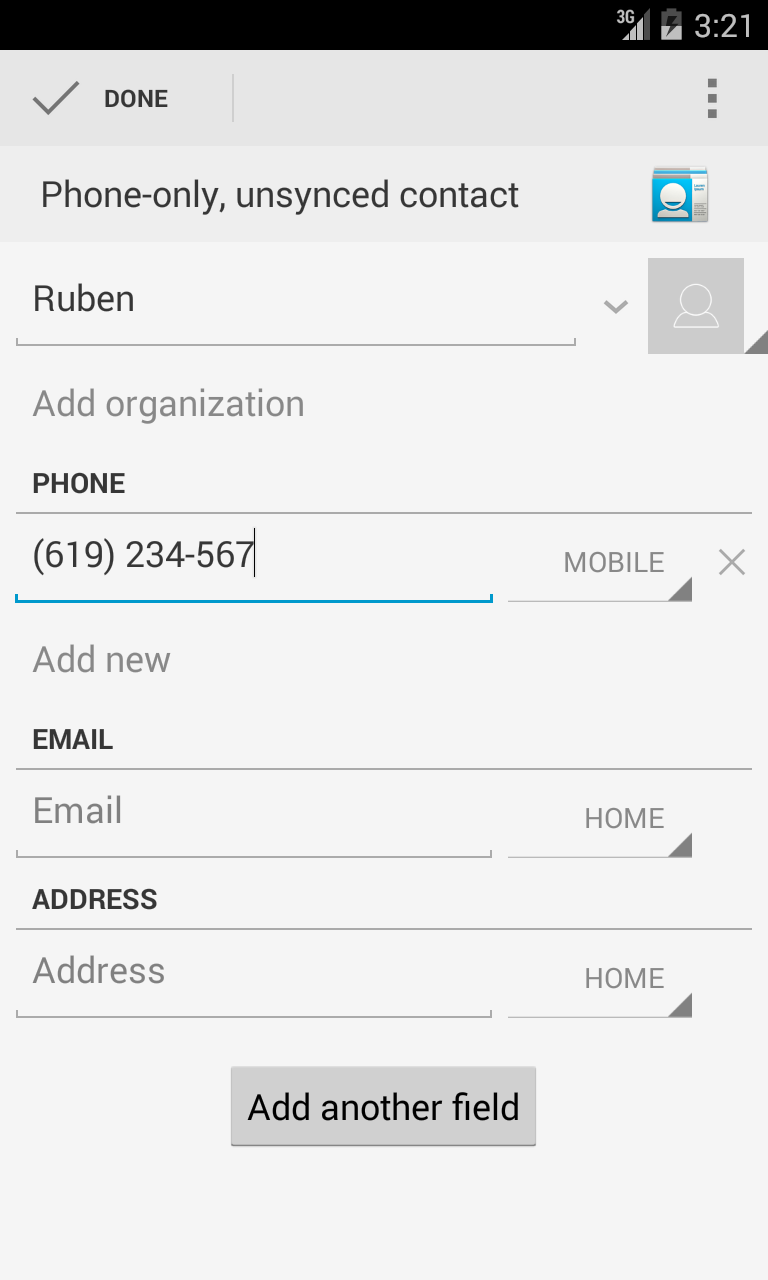 3G 3:21
DONE
Phone-only, unsynced contact
Ruben
Add organization
PHONE
(619) 234-567 MOBILE
Add new
EMAIL
Email HOME
ADDRESS
Address HOME
Add another field